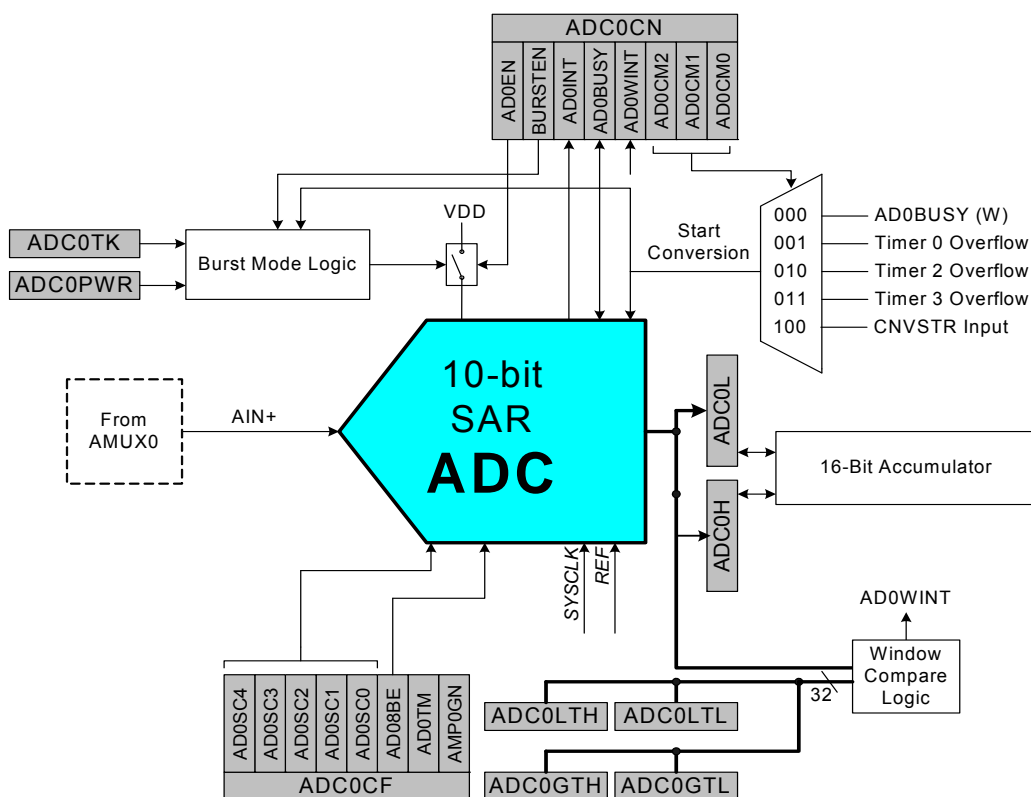 ADC0CN
AD0EN
BURSTEN
AD0INT
AD0BUSY
AD0WINT
AD0CM2
AD0CM1
AD0CM0
VDD
Start
Conversion
000
001
010
011
100
AD0BUSY (W)
Timer 0 Overflow
Timer 2 Overflow
Timer 3 Overflow
CNVSTR Input
ADC0TK
ADC0PWR
Burst Mode Logic
From
AMUX0
AIN+
10-bit
SAR
ADC
ADC0L
ADC0H
16-Bit Accumulator
SYSCLK
REF
AD0WINT
Window
Compare
Logic
32
AD0SC4
AD0SC3
AD0SC2
AD0SC1
AD0SC0
AD08BE
AD0TM
AMP0GN
ADC0CF
ADC0LTH
ADC0LTL
ADC0GTH
ADC0GTL